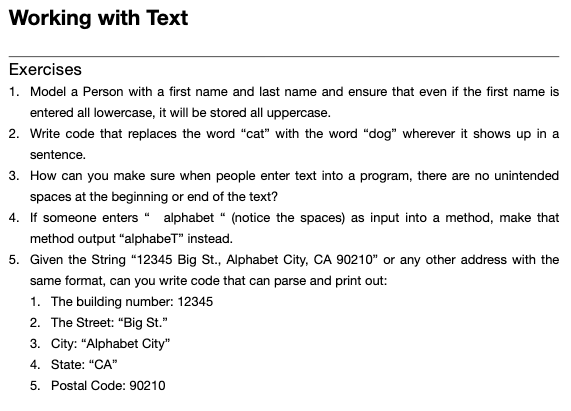 Working with Text
Exercises
1. Model a Person with a first name and last name and ensure that even if the first name is
entered all lowercase, it will be stored all uppercase.
2. Write code that replaces the word “cat” with the word “dog” wherever it shows up in a
sentence.
3. How can you make sure when people enter text into a program, there are no unintended
spaces at the beginning or end of the text?
4. If someone enters “   alphabet “ (notice the spaces) as input into a method, make that
method output “alphabeT” instead.
5. Given the String “12345 Big St., Alphabet City, CA 90210” or any other address with the
same format, can you write code that can parse and print out:
1. The building number: 12345
2. The Street: “Big St.”
3. City: “Alphabet City”
4. State: “CA”
5. Postal Code: 90210